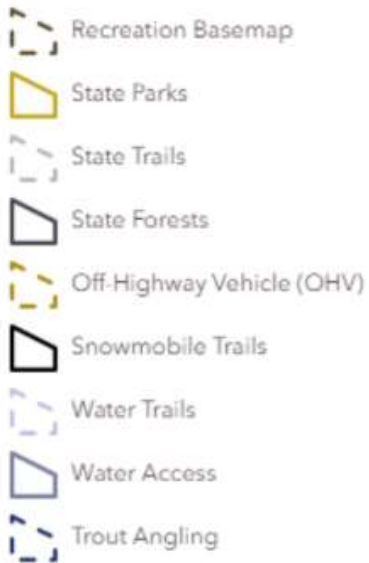 Recreation Basemap
State Parks
State Trails
State Forests
Off-Highway Vehicle (OHV)
Snowmobile Trails
Water Trails
Water Access
Trout Angling